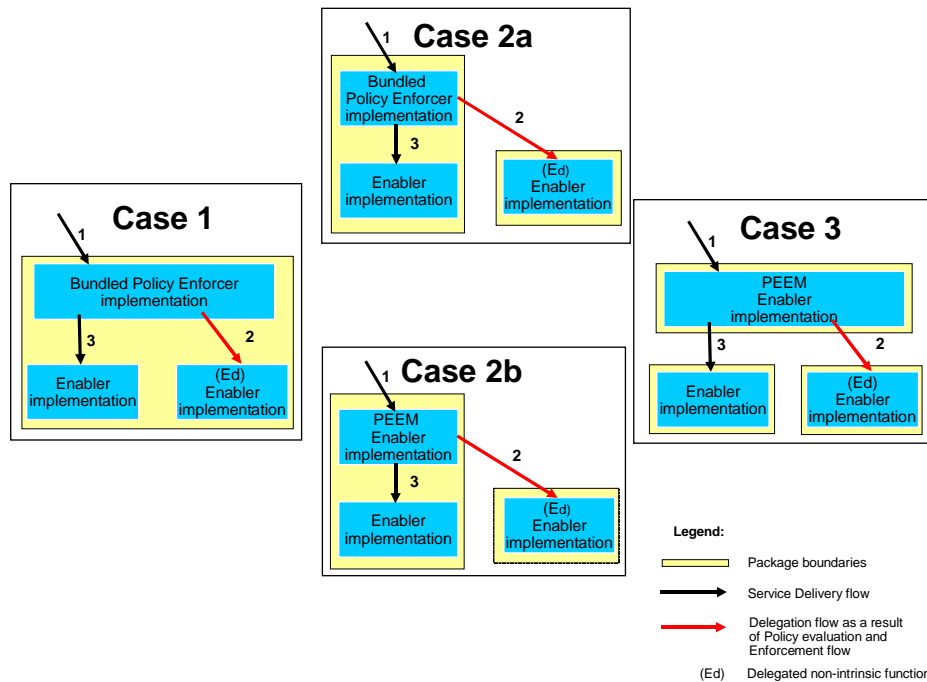 Case 2a
1
Bundled
Policy Enforcer
implementation
2
3
Enabler
implementation
(Ed)
Enabler
implementation
Case 1
1
Bundled Policy Enforcer
implementation
3
2
Enabler
implementation
(Ed)
Enabler
implementation
Case 3
1
PEEM
Enabler
implementation
3
2
Enabler
implementation
(Ed)
Enabler
implementation
Case 2b
1
PEEM
Enabler
implementation
2
3
Enabler
implementation
(Ed)
Enabler
implementation
Legend:
Package boundaries
Service Delivery flow
Delegation flow as a result
of Policy evaluation and
Enforcement flow
(Ed) Delegated non-intrinsic function